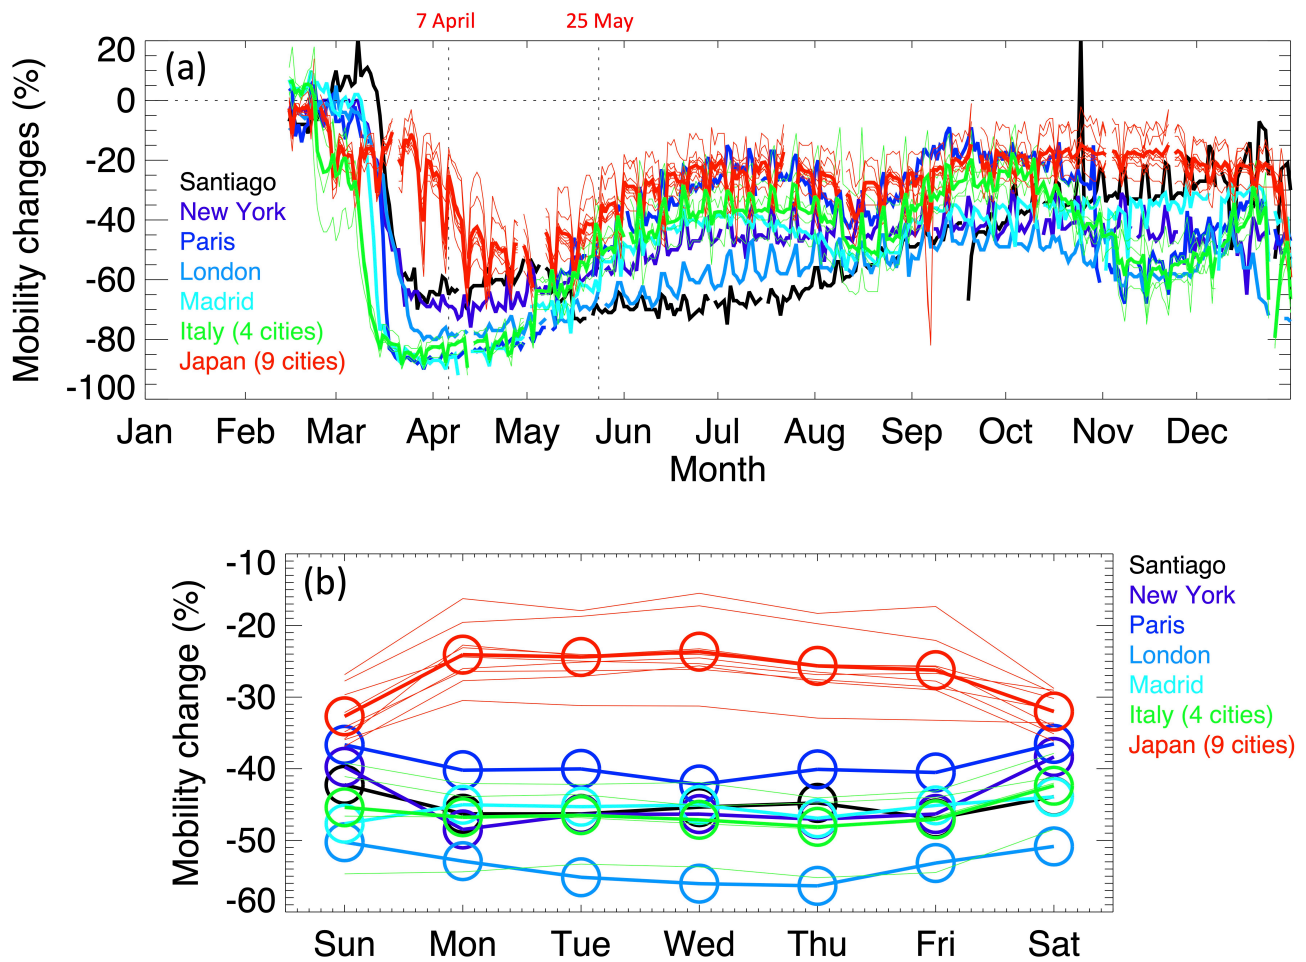 7 April 25 May
(a)
Mobility changes (%)
20
0
-20
-40
-60
-80
-100
Santiago
New York
Paris
London
Madrid
Italy (4 cities)
Japan (9 cities)
Jan Feb Mar Apr May Jun Jul Aug Sep Oct Nov Dec
Month
(b)
Mobility change (%)
-10
-20
-30
-40
-50
-60
Santiago
New York
Paris
London
Madrid
Italy (4 cities)
Japan (9 cities)
Sun Mon Tue Wed Thu Fri Sat